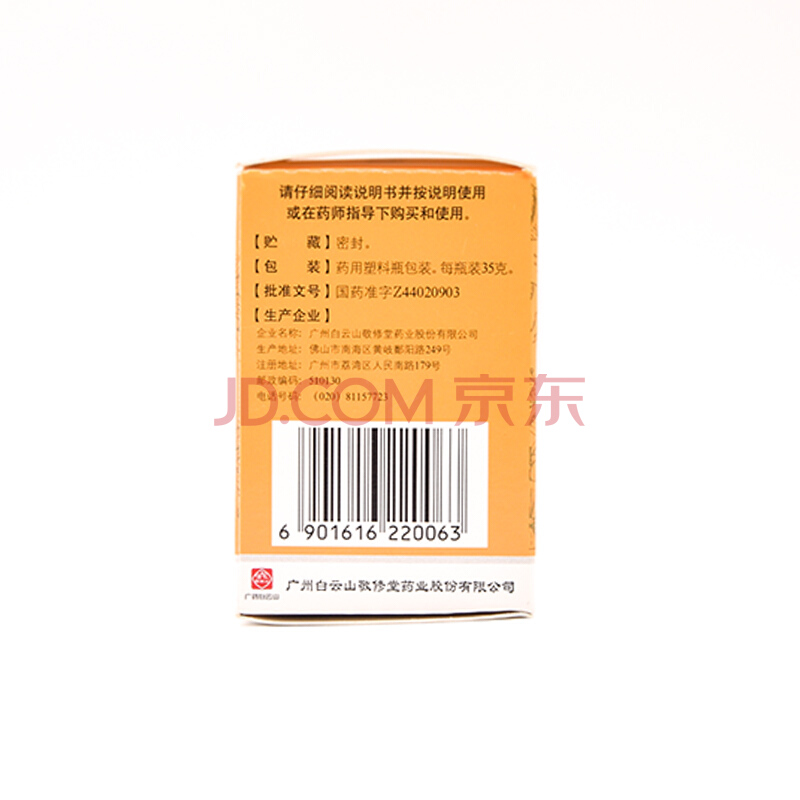 请仔细阅读说明书并按说明使用
或在药师指导下购买和使用。
【贮 藏】密封。
【包 装】药用塑料瓶包装。每瓶装35克。
【批准文号】国药准字Z44020903
【生产企业】
企业名称：广州白云山敬修堂药业股份有限公司
生产地址：佛山市南海区黄岐鄱阳路249号
注册地址：广州市荔湾区人民南路179号
邮政编码：510130
电话号码：（020）81157723
JD.COM 京东
6 901616 220063
广药白云山
广州白云山敬修堂药业股份有限公司